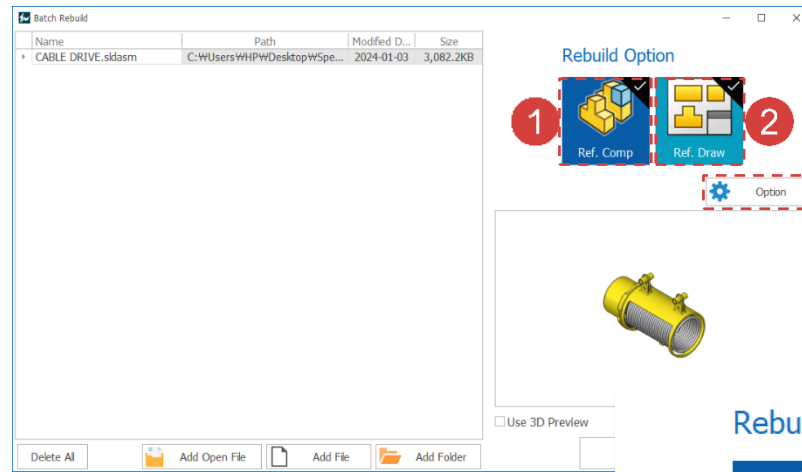 Batch Rebuild
Name Path Modified D... Size
CABLE DRIVE.sldasm C:₩Users₩HP₩Desktop₩Spe... 2024-01-03 3,082.2KB
Rebuild Option
1 2
Ref. Comp Ref. Draw
Option
Use 3D Preview
Rebu
Delete All Add Open File Add File Add Folder